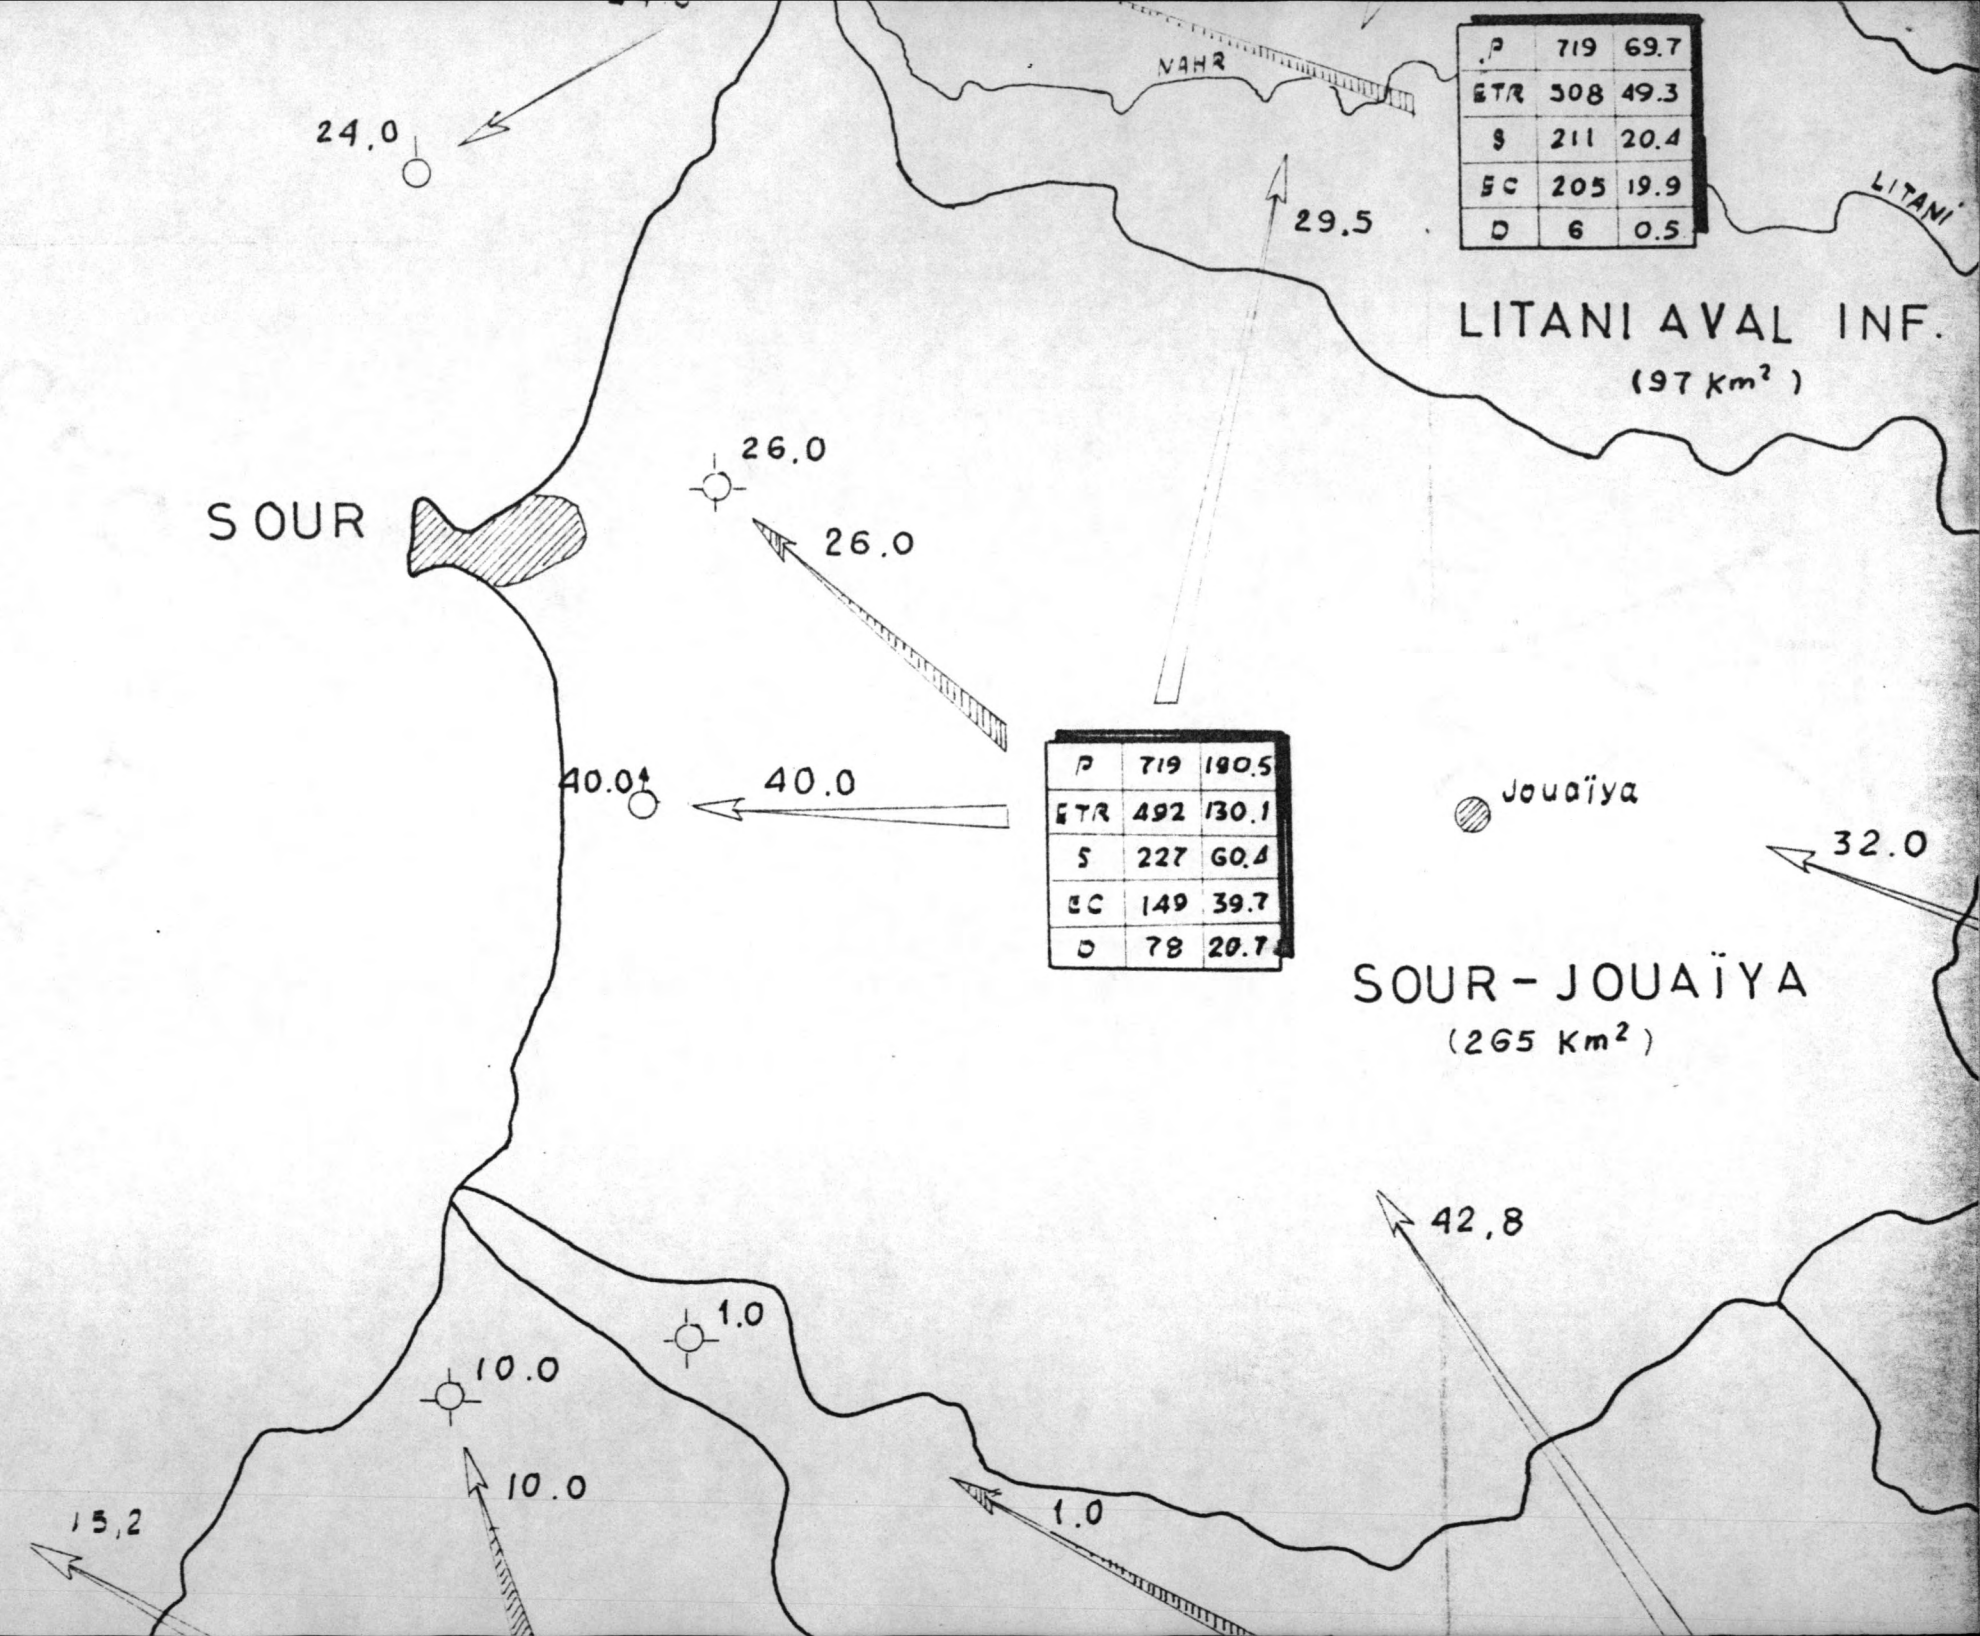 NAHR
P 719 69.7
ETR 508 49.3
S 211 20.4
EC 205 19.9
D 6 0.5
24.0
29.5
LITANI
LITANI AVAL INF.
(97 Km²)
26.0
SOUR
26.0
40.0
40.0
P 719 190.5
ETR 492 130.1
S 227 60.4
EC 149 39.7
D 78 20.7
Jouaïya
32.0
SOUR-JOUAÏYA
(265 Km²)
42,8
1.0
10.0
10.0
1.0
15,2